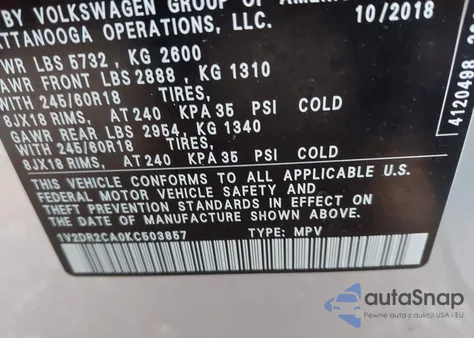 BY VOLKSWAGEN GROUP OF AMERICA
ATTANOOGA OPERATIONS, LLC.
10/2018
WR LBS 5732 , KG 2600
AWR FRONT LBS 2888 , KG 1310
WITH 245/60R18 TIRES,
8JX18 RIMS, AT 240 KPA 35 PSI COLD
GAWR REAR LBS 2954, KG 1340
WITH 245/60R18 TIRES,
8JX18 RIMS, AT 240 KPA 35 PSI COLD
THIS VEHICLE CONFORMS TO ALL APPLICABLE U.S.
FEDERAL MOTOR VEHICLE SAFETY AND
THEFT PREVENTION STANDARDS IN EFFECT ON
THE DATE OF MANUFACTURE SHOWN ABOVE
1V2DR2CA0KC503857 TYPE: MPV
4120498
autoSnap
Pewne auto z aukcji USA i EU